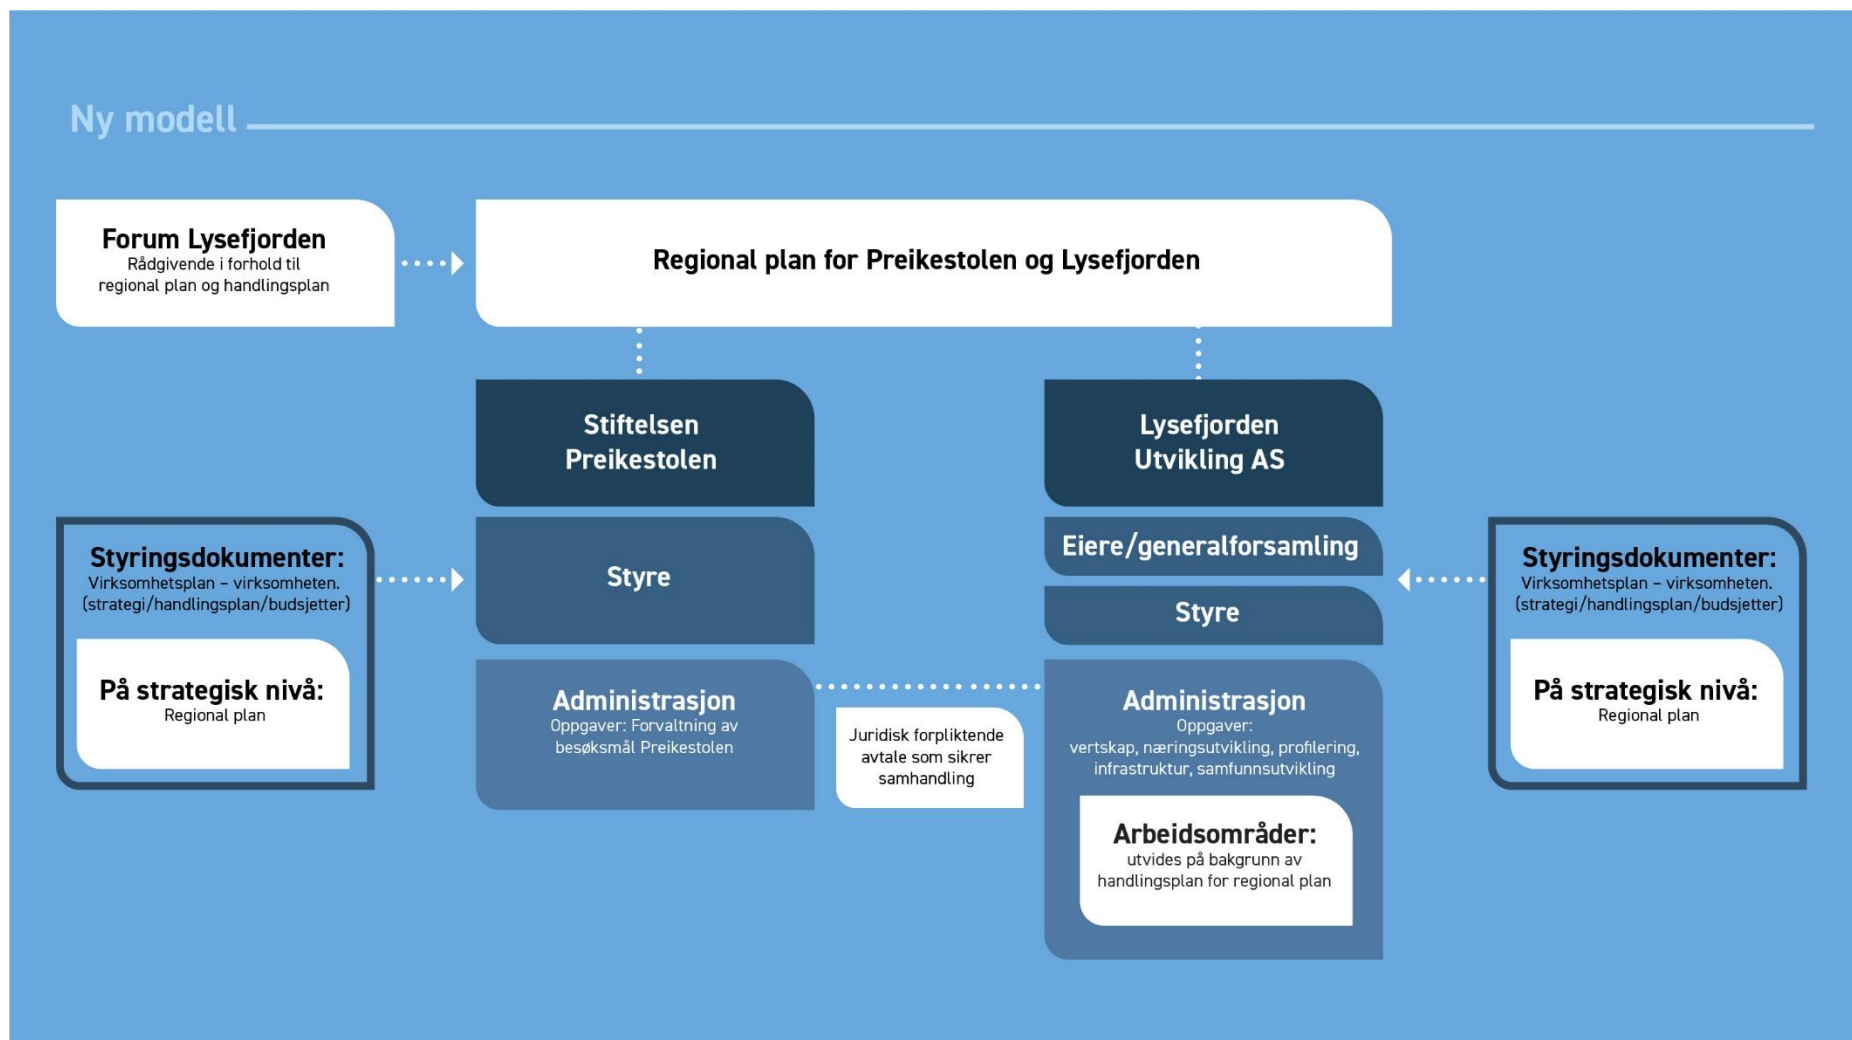 Ny modell
Forum Lysefjorden
Rådgivende i forhold til
regional plan og handlingsplan
Regional plan for Preikestolen og Lysefjorden
Stiftelsen
Preikestolen
Lysefjorden
Utvikling AS
Styringsdokumenter:
Virksomhetsplan – virksomheten.
(strategi/handlingsplan/budsjetter)
På strategisk nivå:
Regional plan
Styre
Eiere/generalforsamling
Styre
Styringsdokumenter:
Virksomhetsplan – virksomheten.
(strategi/handlingsplan/budsjetter)
På strategisk nivå:
Regional plan
Administrasjon
Oppgaver: Forvaltning av
besøksmål Preikestolen
Juridisk forpliktende
avtale som sikrer
samhandling
Administrasjon
Oppgaver:
vertskap, næringsutvikling, profilering,
infrastruktur, samfunnsutvikling
Arbeidsområder:
utvides på bakgrunn av
handlingsplan for regional plan